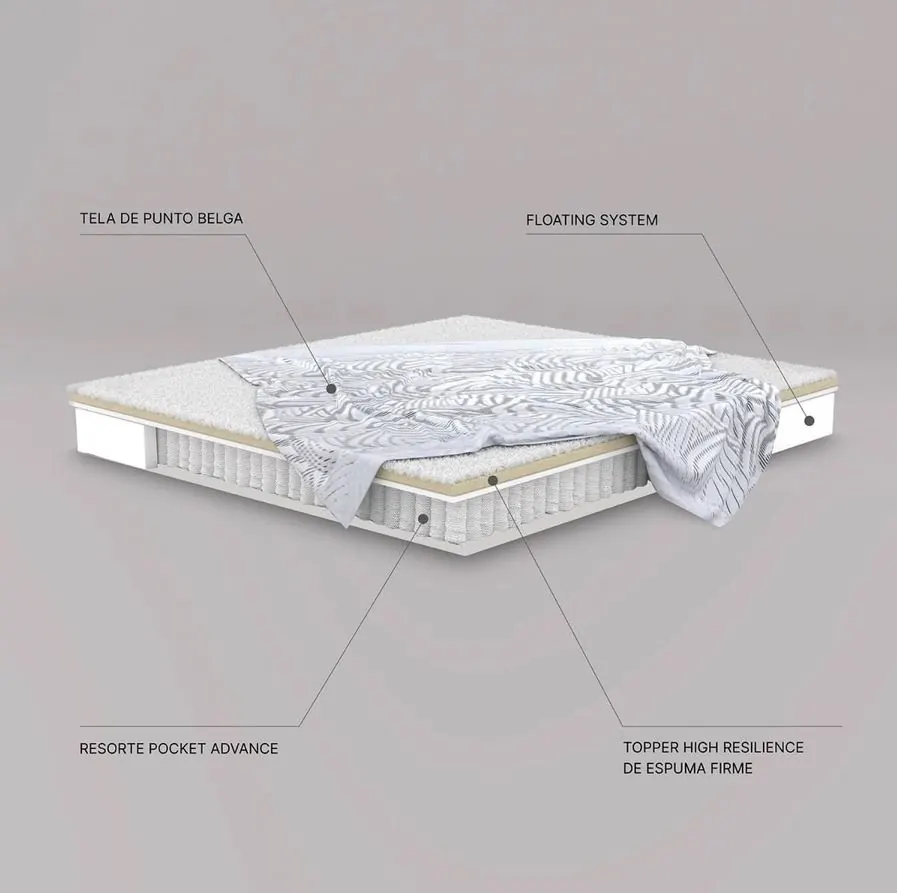 TELA DE PUNTO BELGA
FLOATING SYSTEM
RESORTE POCKET ADVANCE
TOPPER HIGH RESILIENCE
DE ESPUMA FIRME